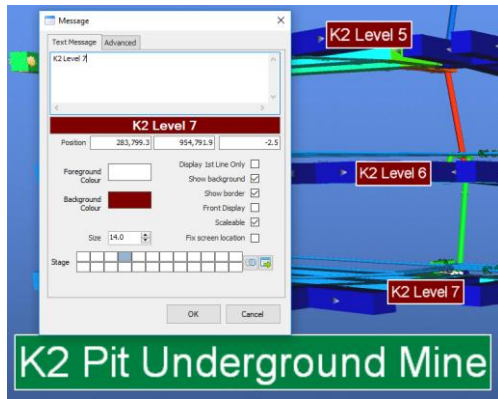 Message
Text Message Advanced
K2 Level 7
K2 Level 7
Position 283,799.3 954,791.9 -2.5
Foreground Colour
Background Colour
Size 14.0
Display 1st Line Only
Show background
Show border
Front Display
Scaleable
Fix screen location
Stage
OK Cancel
K2 Level 5
K2 Level 6
K2 Level 7
K2 Pit Underground Mine